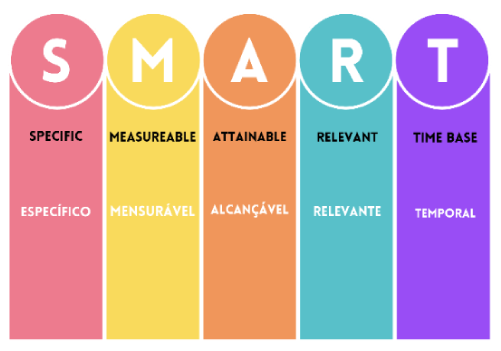 S M A R T
SPECIFIC MEASUREABLE ATTAINABLE RELEVANT TIME BASE
ESPECÍFICO MENSURÁVEL ALCANÇÁVEL RELEVANTE TEMPORAL